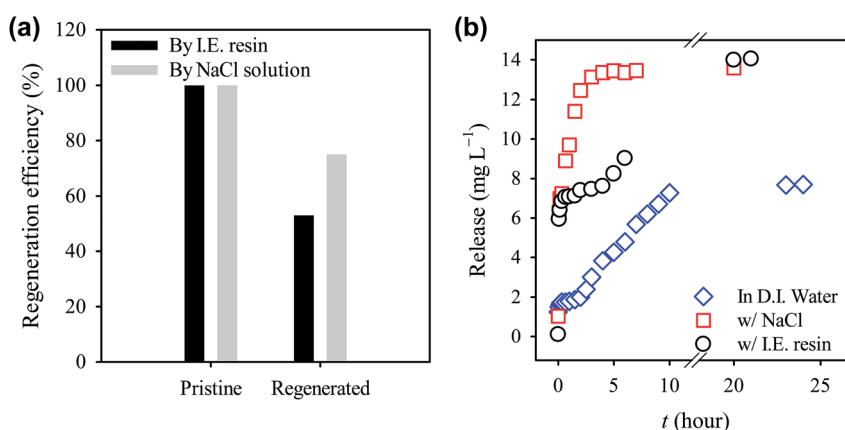 (a)
Regeneration efficiency (%)
120
100
80
60
40
20
0
By I.E. resin
By NaCl solution
Pristine Regenerated
(b)
Release (mg L⁻¹)
14
12
10
8
6
4
2
0
In D.I. Water
w/ NaCl
w/ I.E. resin
0 5 10 20 25
t (hour)